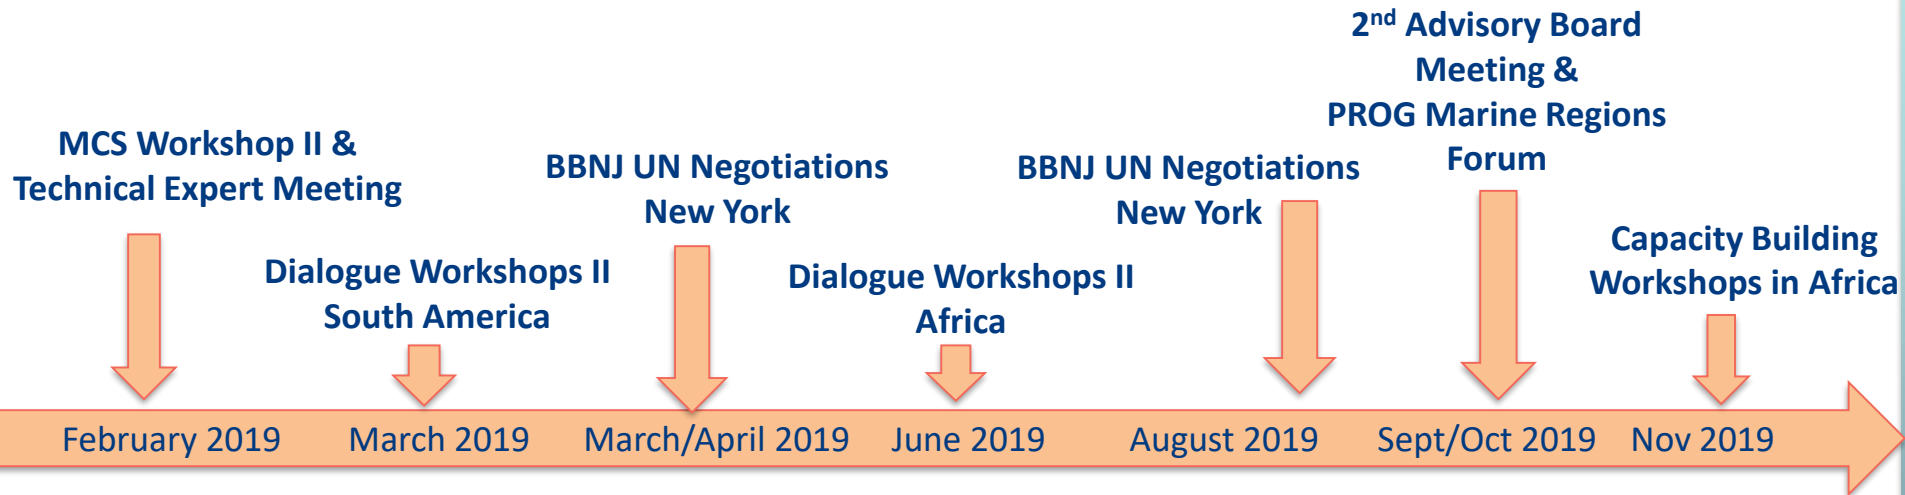 MCS Workshop II &
Technical Expert Meeting
Dialogue Workshops II
South America
BBNJ UN Negotiations
New York
Dialogue Workshops II
Africa
BBNJ UN Negotiations
New York
2nd Advisory Board
Meeting &
PROG Marine Regions
Forum
Capacity Building
Workshops in Africa
February 2019
March 2019
March/April 2019
June 2019
August 2019
Sept/Oct 2019
Nov 2019